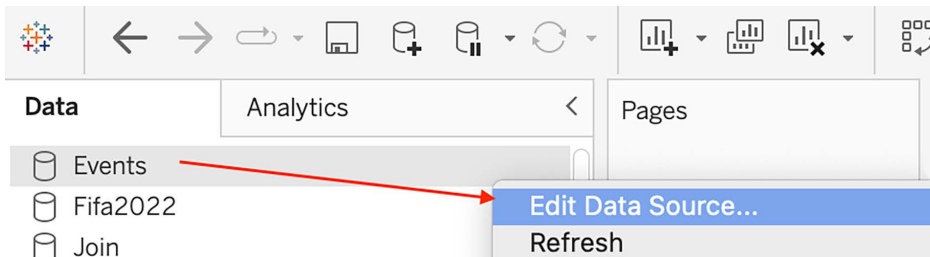 Data
Analytics
Pages
Events
Fifa2022
Edit Data Source...
Join
Refresh